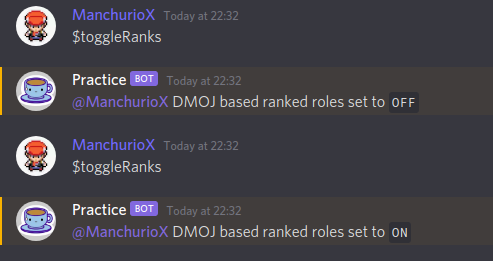 ManchurioX Today at 22:32
$toggleRanks
Practice BOT Today at 22:32
@ManchurioX DMOJ based ranked roles set to OFF
ManchurioX Today at 22:32
$toggleRanks
Practice BOT Today at 22:32
@ManchurioX DMOJ based ranked roles set to ON